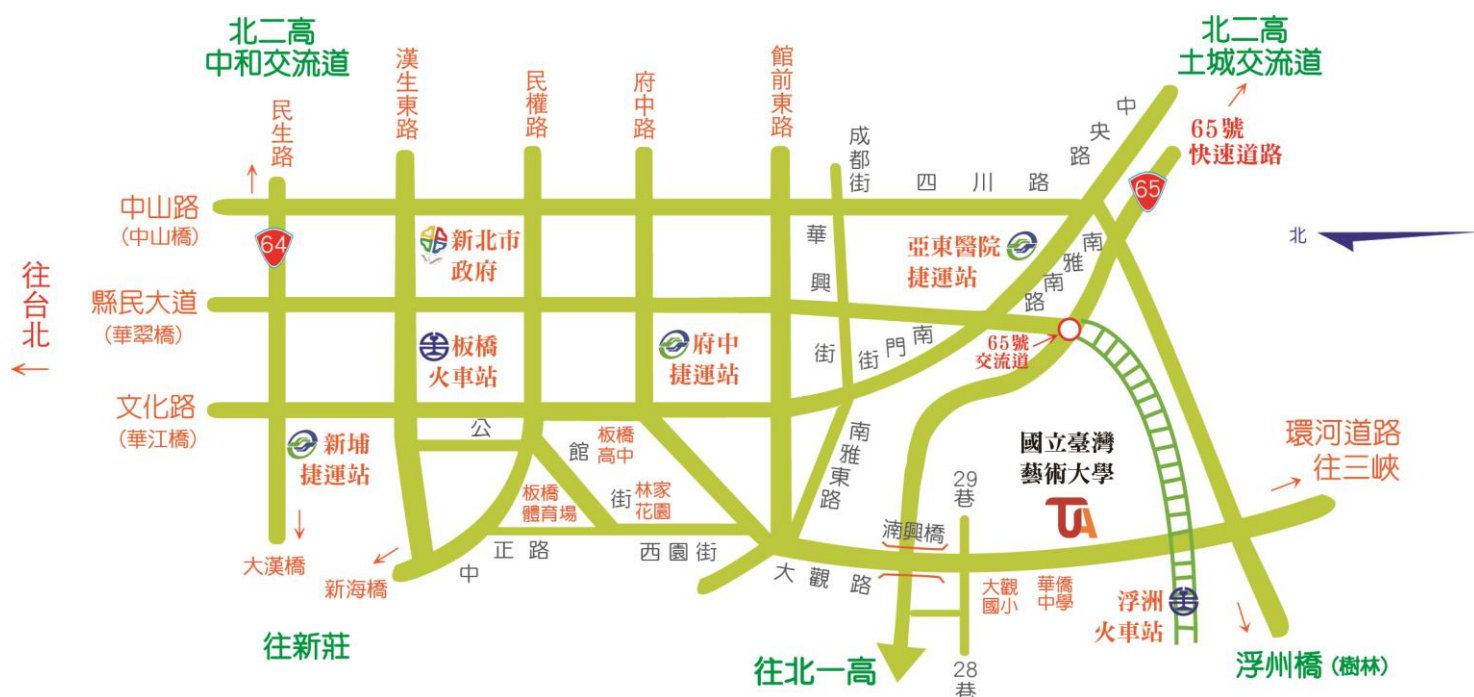 北二高
中和交流道
北二高
土城交流道
民生路
漢生東路
民權路
府中路
館前東路
成都街
四川路
中央路
65號
快速道路
65
中山路
(中山橋)
64
新北市
政府
華興街
亞東醫院
捷運站
南雅南路
北
往台北
縣民大道
(華翠橋)
板橋
火車站
府中
捷運站
南門街
65號
交流道
文化路
(華江橋)
新埔
捷運站
公館街
板橋
高中
南雅東路
國立臺灣
藝術大學
環河道路
往三峽
板橋
體育場
林家
花園
29巷
湳興橋
大漢橋
新海橋
中正路
西園街
大觀路
大觀
國小
華僑
中學
浮洲
火車站
往新莊
往北一高
28巷
浮州橋(樹林)